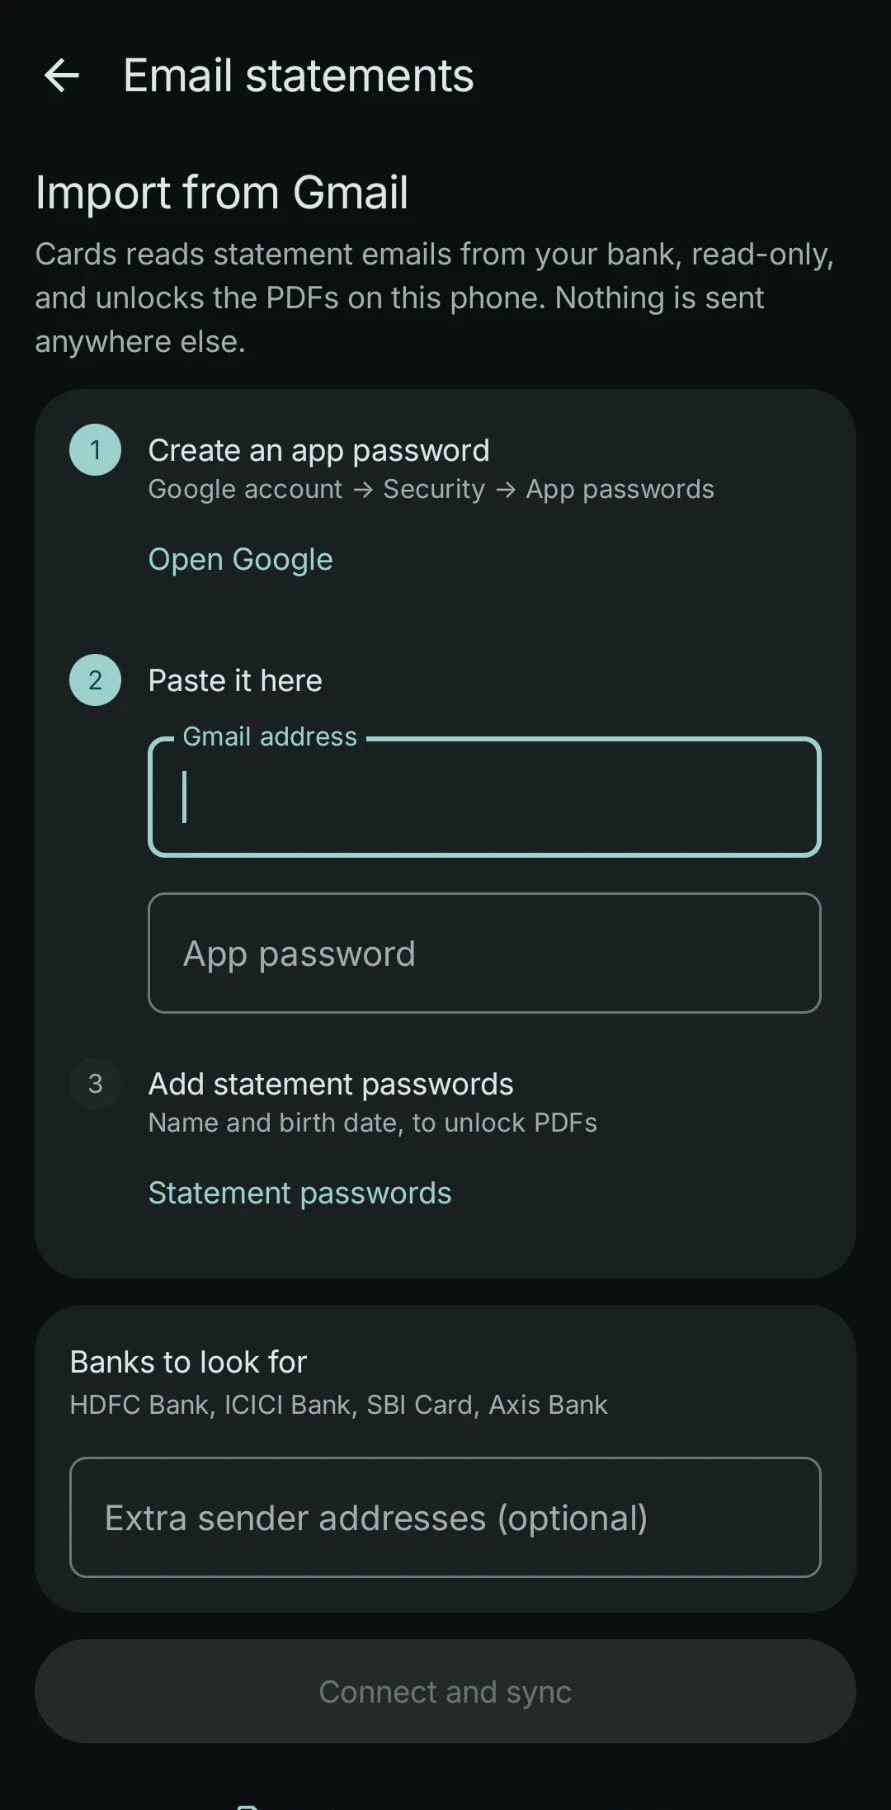 Email statements
Import from Gmail
Cards reads statement emails from your bank, read-only,
and unlocks the PDFs on this phone. Nothing is sent
anywhere else.
1 Create an app password
Google account → Security → App passwords
Open Google
2 Paste it here
Gmail address
App password
3 Add statement passwords
Name and birth date, to unlock PDFs
Statement passwords
Banks to look for
HDFC Bank, ICICI Bank, SBI Card, Axis Bank
Extra sender addresses (optional)
Connect and sync